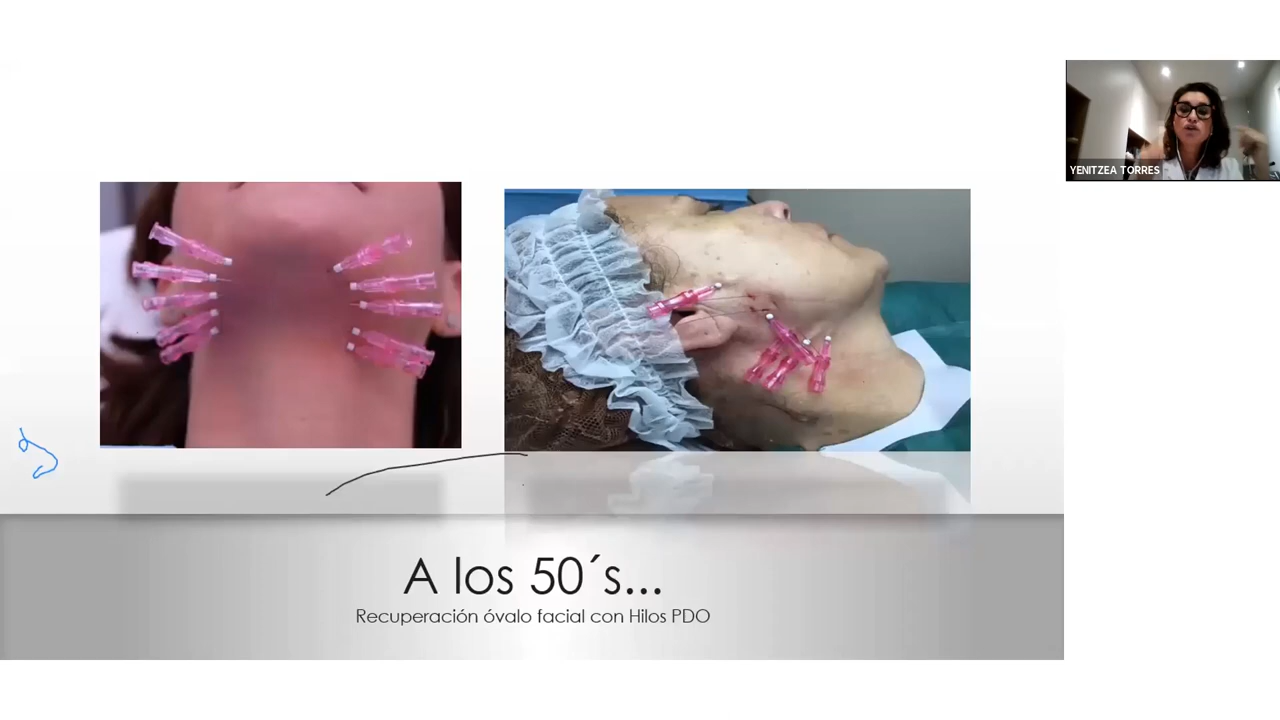 YENITZEA TORRES
A los 50´s...
Recuperación óvalo facial con Hilos PDO